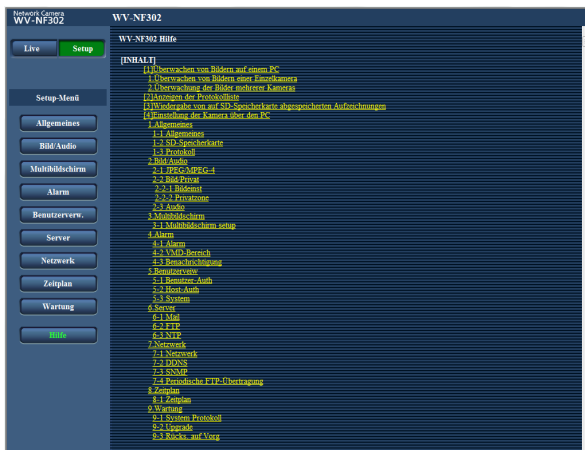 Network Camera
WV-NF302
WV-NF302
Live
Setup
Setup-Menü
Allgemeines
Bild/Audio
Multibildschirm
Alarm
Benutzerverw.
Server
Netzwerk
Zeitplan
Wartung
Hilfe
WV-NF302 Hilfe
[INHALT]
[1]Überwachen von Bildern auf einem PC
1.Überwachen von Bildern einer Einzelkamera
2.Überwachung der Bilder mehrerer Kameras
[2]Anzeigen der Protokolliste
[3]Wiedergabe von auf SD-Speicherkarte abgespeicherten Aufzeichnungen
[4]Einstellung der Kamera über den PC
1.Allgemeines
1-1 Allgemeines
1-2 SD-Speicherkarte
1-3 Protokoll
2.Bild/Audio
2-1 JPEG/MPEG-4
2-2 Bild/Privat
2-2-1 Bildeinst
2-2-2 Privatzone
2-3 Audio
3.Multibildschirm
3-1 Multibildschirm setup
4.Alarm
4-1 Alarm
4-2 VMD-Bereich
4-3 Benachrichtigung
5.Benutzerveiw
5-1 Benutzer-Auth
5-2 Host-Auth
5-3 System
6.Server
6-1 Mail
6-2 FTP
6-3 NTP
7.Netzwerk
7-1 Netzwerk
7-2 DDNS
7-3 SNMP
7-4 Periodische FTP-Übertragung
8.Zeitplan
8-1 Zeitplan
9.Wartung
9-1 System Protokoll
9-2 Upgrade
9-3 Rücks. auf Vorg